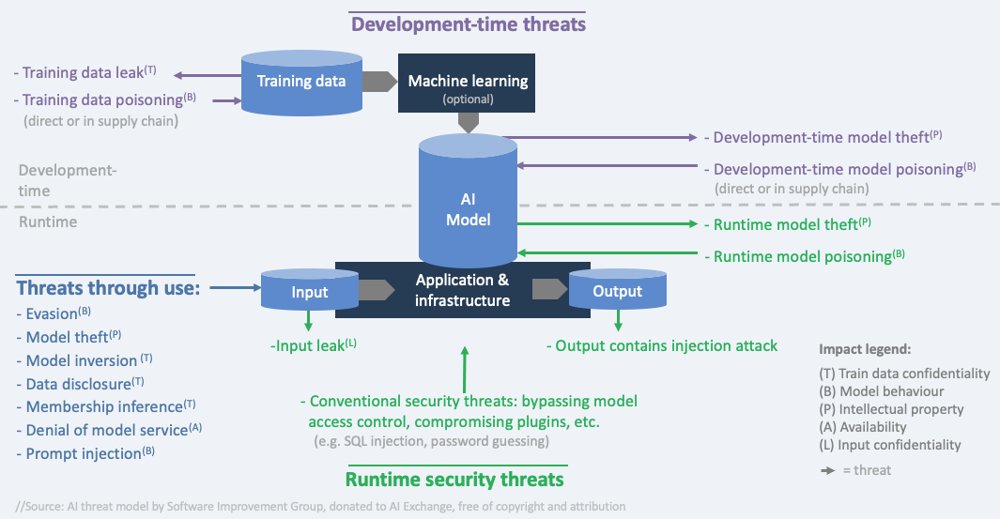 Development-time threats
- Training data leak(T)
- Training data poisoning(B)
(direct or in supply chain)
Training data
Machine learning
(optional)
- Development-time model theft(P)
- Development-time model poisoning(B)
(direct or in supply chain)
Development-
time
Runtime
AI
Model
- Runtime model theft(P)
- Runtime model poisoning(B)
Threats through use:
- Evasion(B)
- Model theft(P)
- Model inversion (T)
- Data disclosure(T)
- Membership inference(T)
- Denial of model service(A)
- Prompt injection(B)
Input
Application &
infrastructure
Output
-Input leak(L)
- Output contains injection attack
- Conventional security threats: bypassing model
access control, compromising plugins, etc.
(e.g. SQL injection, password guessing)
Runtime security threats
Impact legend:
(T) Train data confidentiality
(B) Model behaviour
(P) Intellectual property
(A) Availability
(L) Input confidentiality
= threat
//Source: AI threat model by Software Improvement Group, donated to AI Exchange, free of copyright and attribution